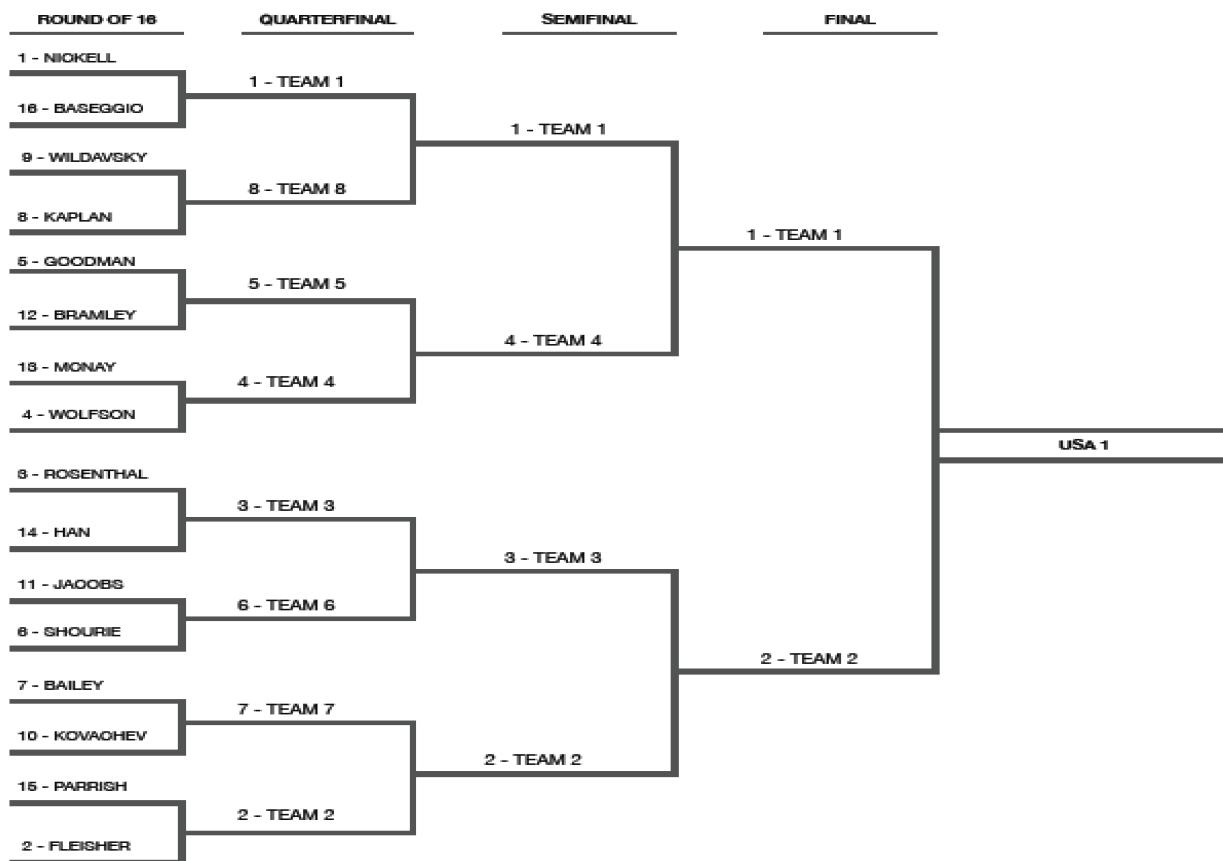 ROUND OF 16
1 - NICKELL
16 - BASEGGIO
9 - WILDAVSKY
8 - KAPLAN
5 - GOODMAN
12 - BRAMLEY
13 - MCNAY
4 - WOLFSON
3 - ROSENTHAL
14 - HAN
11 - JACOBS
6 - SHOURIE
7 - BAILEY
10 - KOVACHEV
15 - PARRISH
2 - FLEISHER
QUARTERFINAL
1 - TEAM 1
8 - TEAM 8
5 - TEAM 5
4 - TEAM 4
3 - TEAM 3
6 - TEAM 6
7 - TEAM 7
2 - TEAM 2
SEMIFINAL
1 - TEAM 1
4 - TEAM 4
3 - TEAM 3
2 - TEAM 2
FINAL
1 - TEAM 1
2 - TEAM 2
USA 1